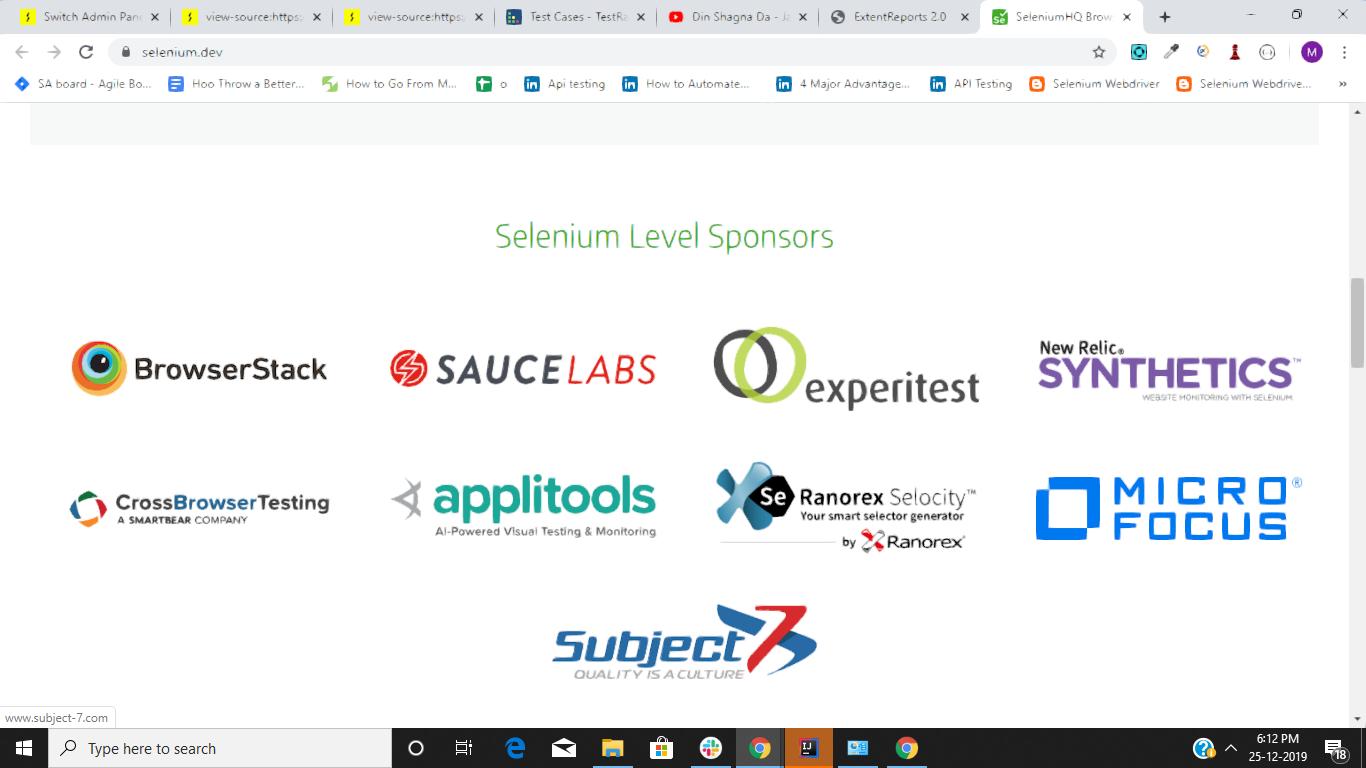 Switch Admin Pan
view-source:https:
view-source:https:
Test Cases - TestRa
Din Shagna Da - Ja
ExtentReports 2.0
SeleniumHQ Brow
selenium.dev
M
SA board - Agile Bo...
Hoo Throw a Better...
How to Go From M...
o
Api testing
How to Automate...
4 Major Advantage...
API Testing
Selenium Webdriver
Selenium Webdrive...
Selenium Level Sponsors
BrowserStack
SAUCE LABS
experitest
New Relic®
SYNTHETICS™
WEBSITE MONITORING WITH SELENIUM
CrossBrowserTesting
A SMARTBEAR COMPANY
applitools
AI-Powered Visual Testing & Monitoring
Se Ranorex Selocity™
Your smart selector generator
by Ranorex®
MICRO®
FOCUS
Subject 7
QUALITY IS A CULTURE
www.subject-7.com
Type here to search
6:12 PM
25-12-2019
18